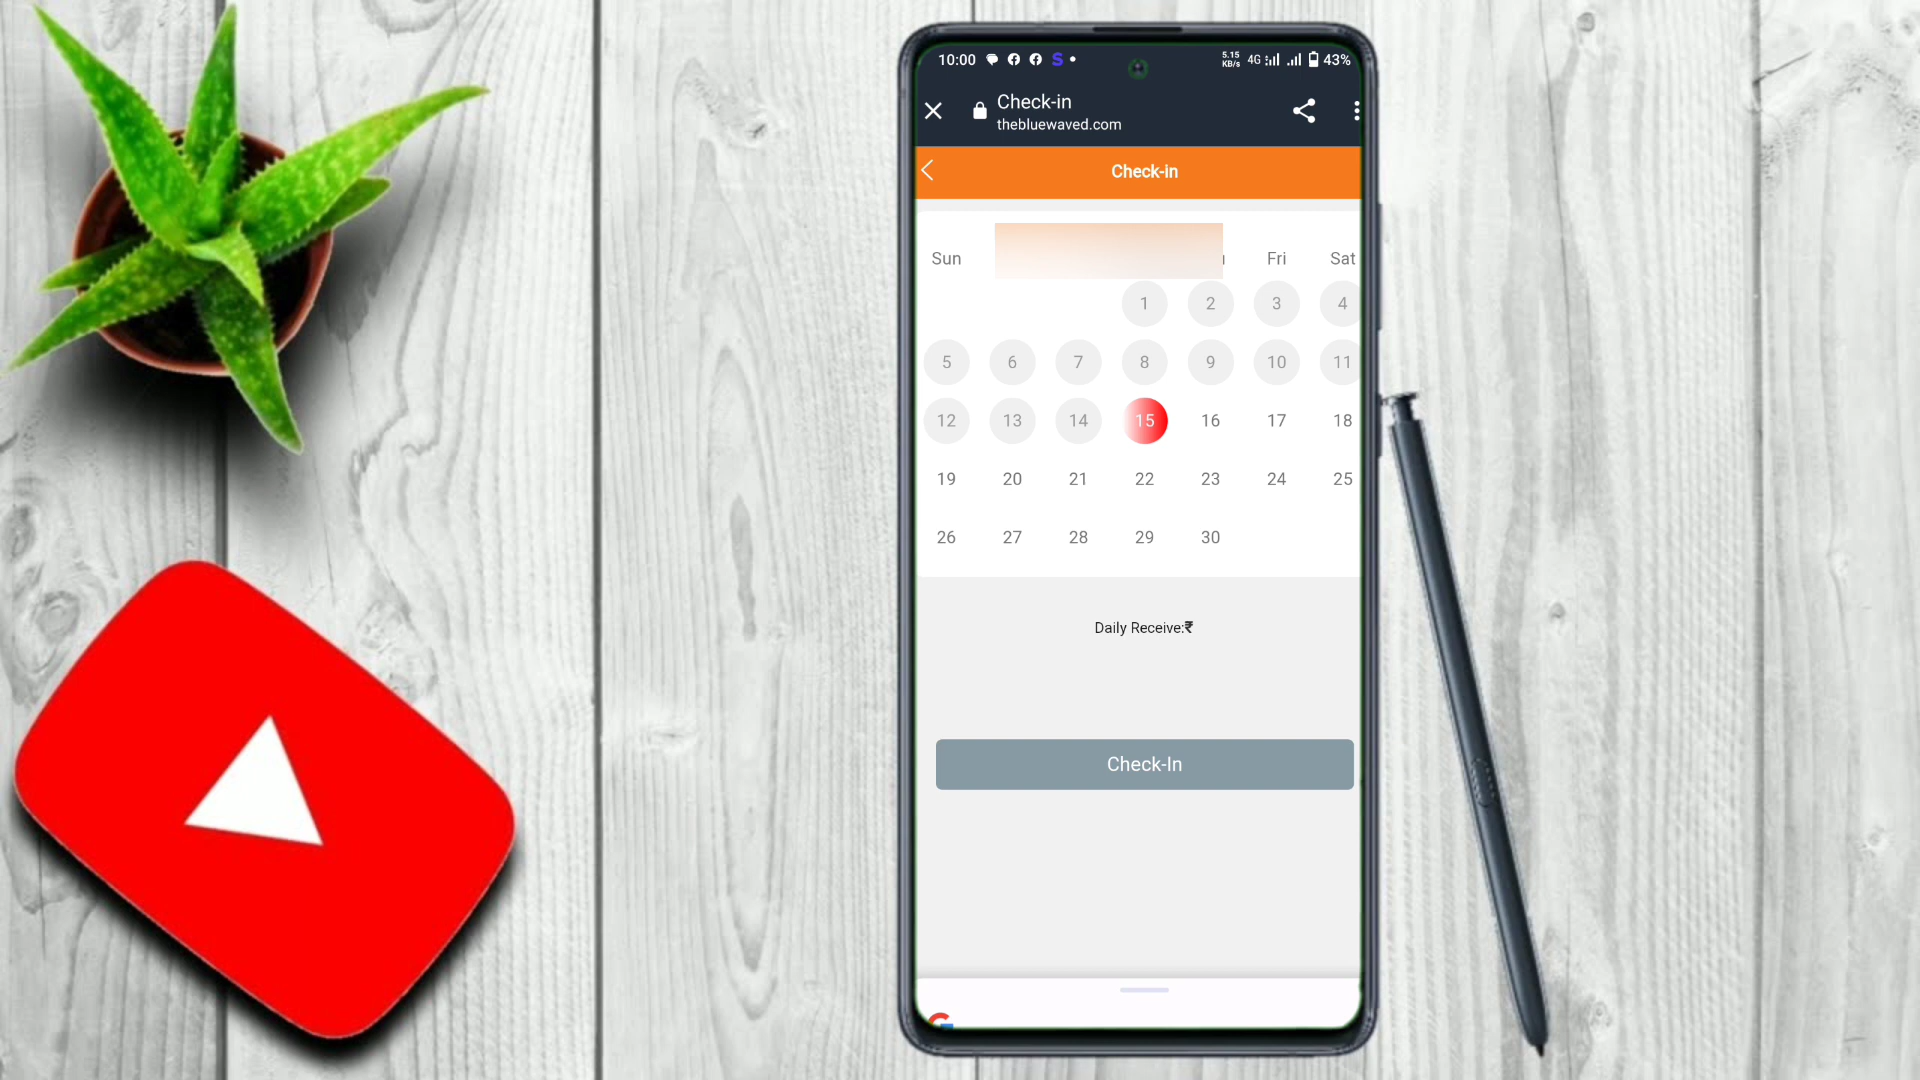 10:00 S 5.15 KB/s 4G 43%
Check-in
thebluewaved.com
Check-in
Sun Fri Sat
1 2 3 4
5 6 7 8 9 10 11
12 13 14 15 16 17 18
19 20 21 22 23 24 25
26 27 28 29 30
Daily Receive:₹
Check-In